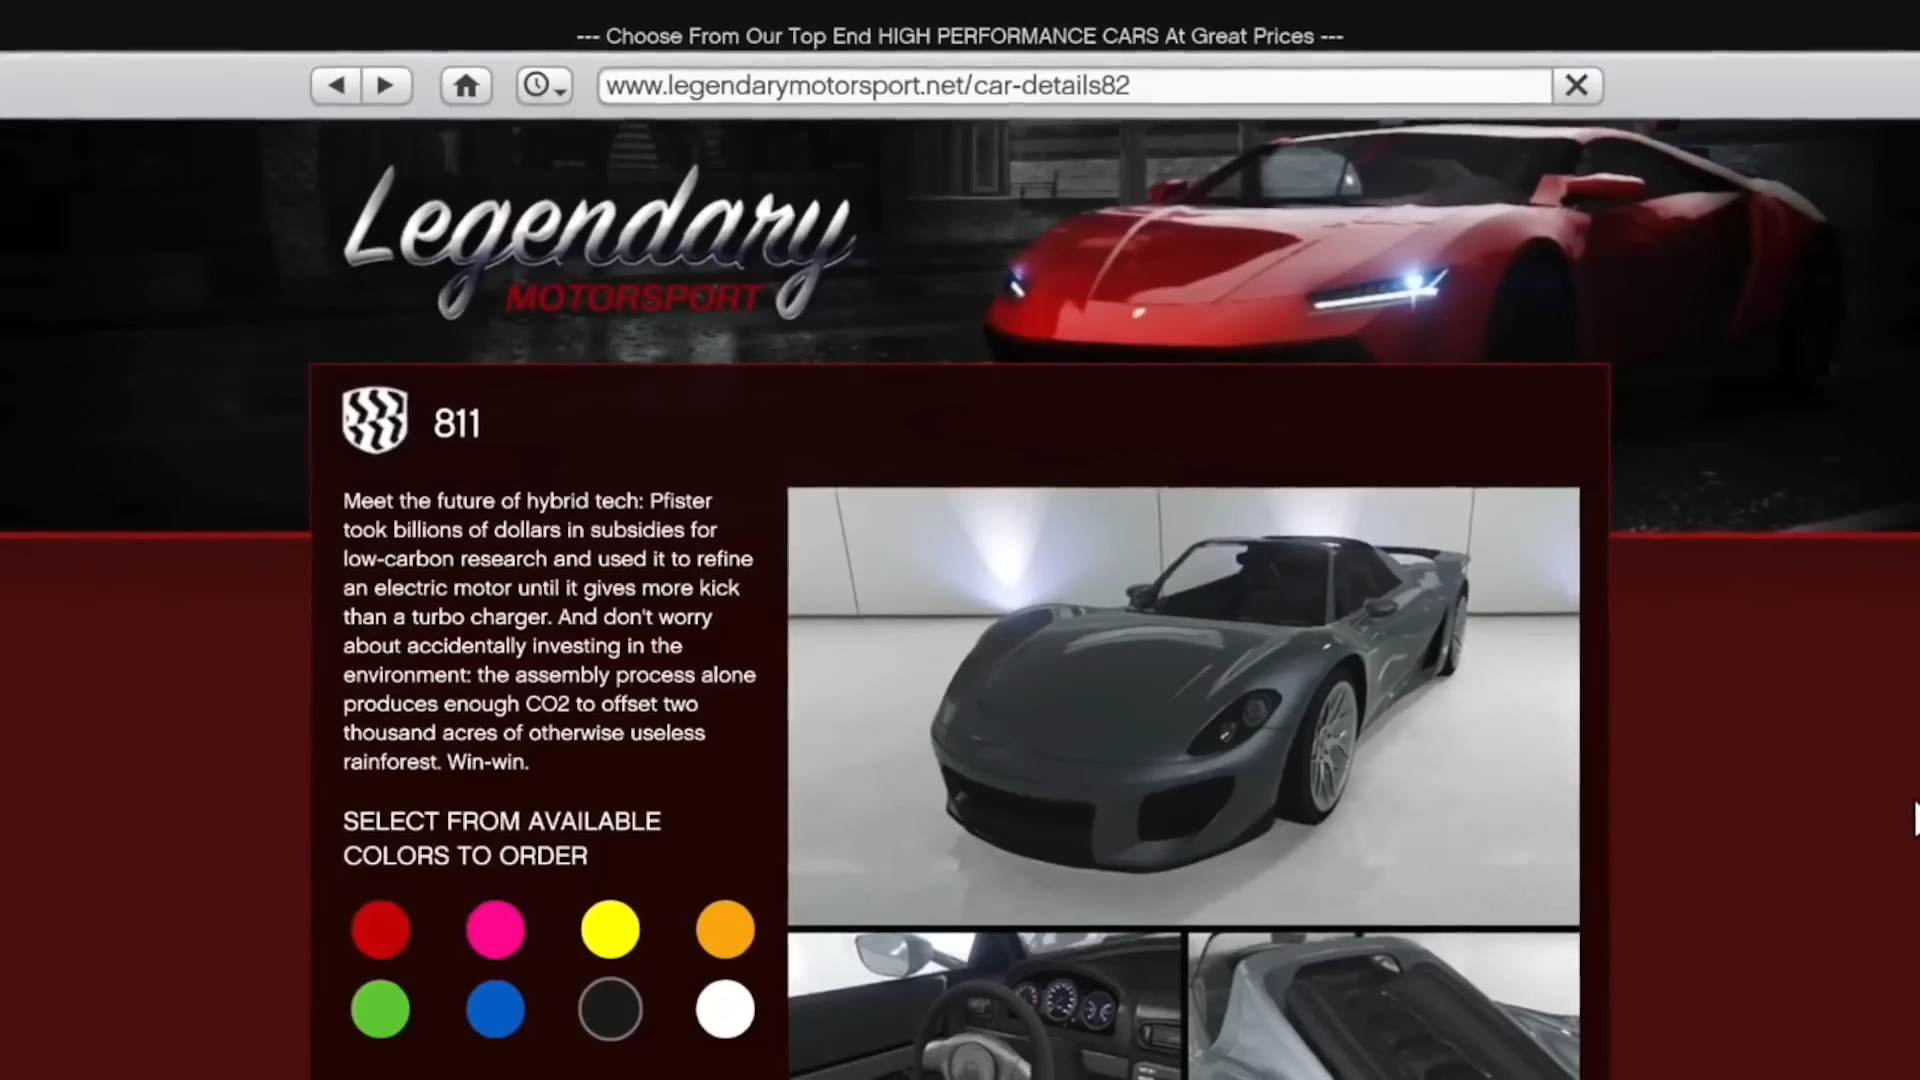 --- Choose From Our Top End HIGH PERFORMANCE CARS At Great Prices ---
www.legendarymotorsport.net/car-details82
Legendary
MOTORSPORT
811
Meet the future of hybrid tech: Pfister
took billions of dollars in subsidies for
low-carbon research and used it to refine
an electric motor until it gives more kick
than a turbo charger. And don't worry
about accidentally investing in the
environment: the assembly process alone
produces enough CO2 to offset two
thousand acres of otherwise useless
rainforest. Win-win.
SELECT FROM AVAILABLE
COLORS TO ORDER